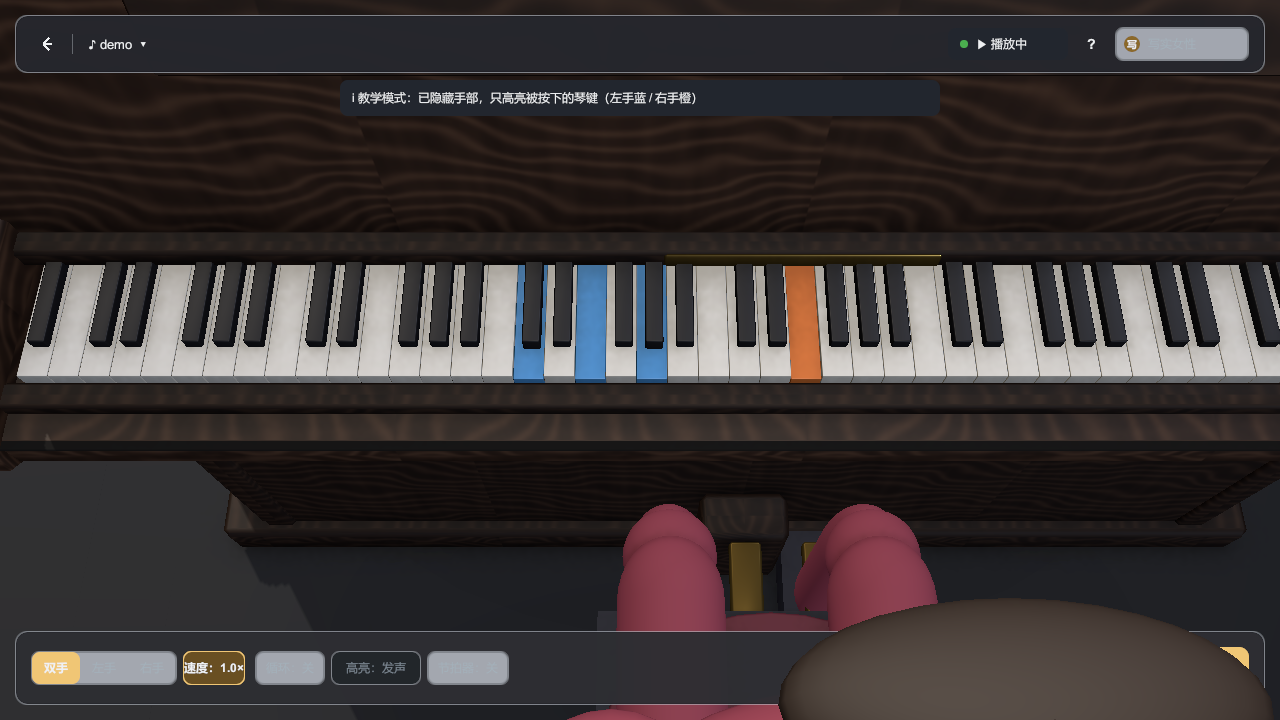 ← ♪ demo ▼
▶ 播放中
?
写
i 教学模式：已隐藏手部，只高亮被按下的琴键（左手蓝 / 右手橙）
双手
速度：1.0×
高亮：发声